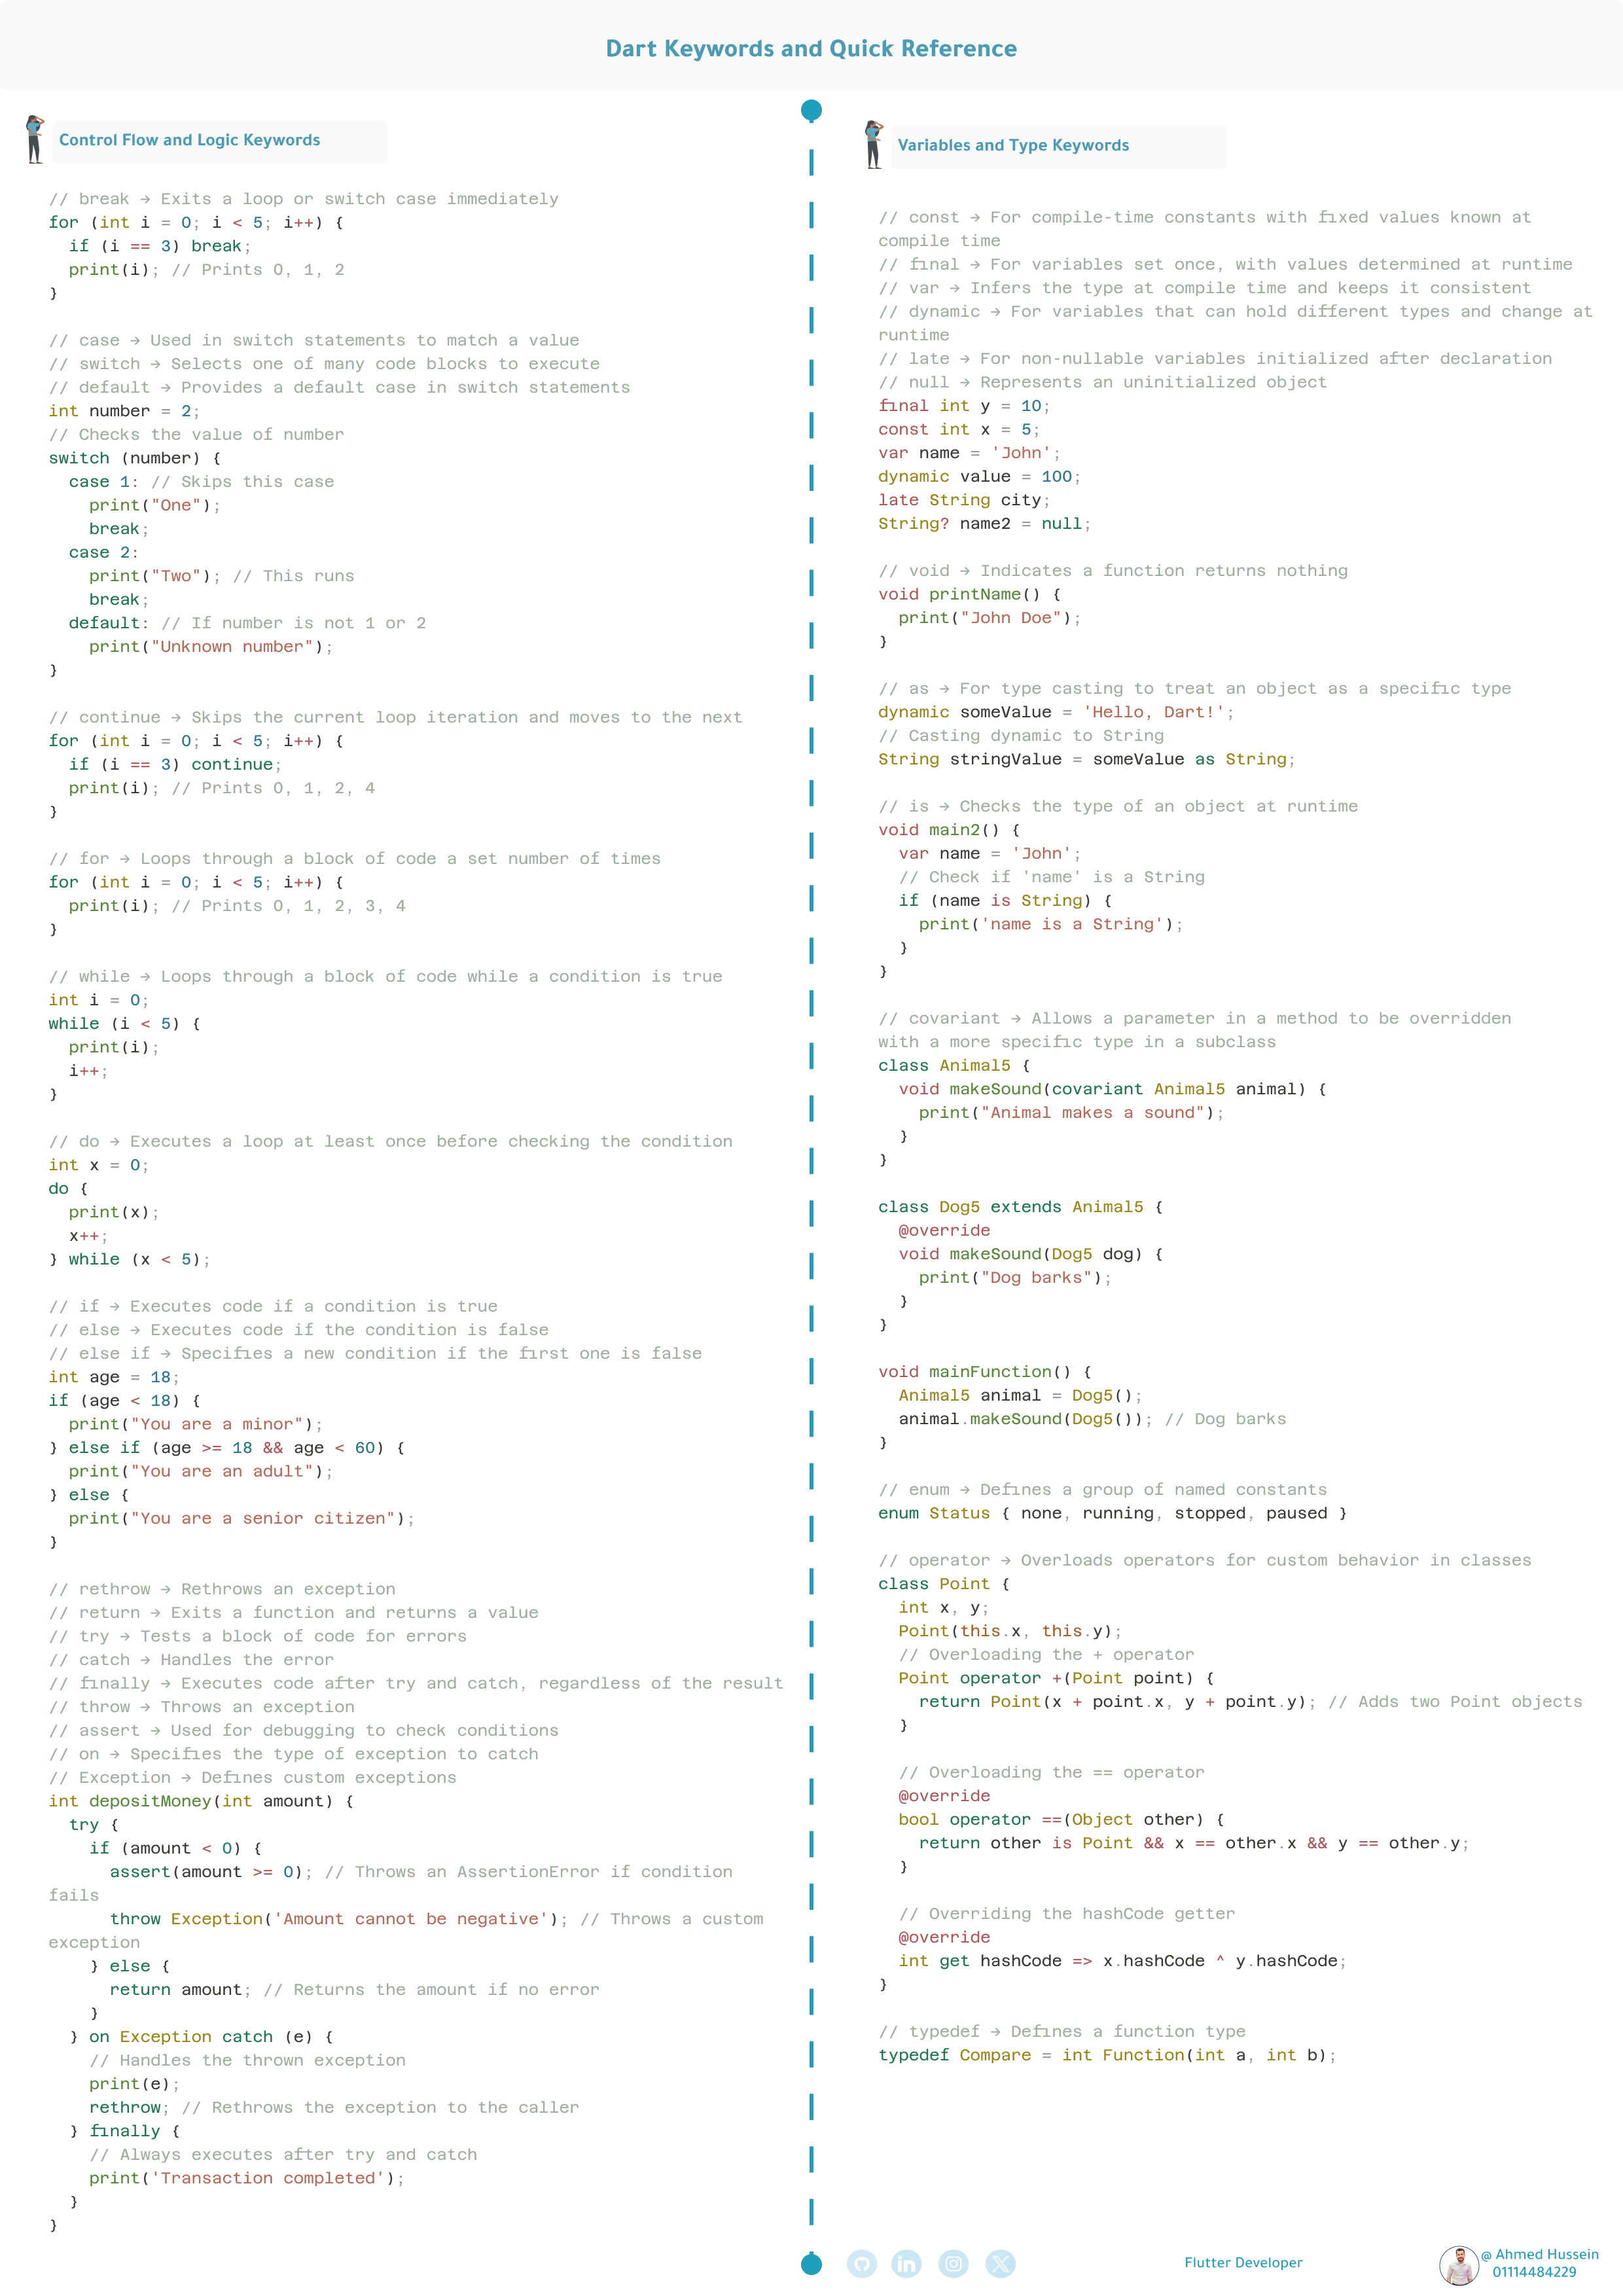 Dart Keywords and Quick Reference
Control Flow and Logic Keywords
// break → Exits a loop or switch case immediately
for (int i = 0; i < 5; i++) {
  if (i == 3) break;
  print(i); // Prints 0, 1, 2
}
// case → Used in switch statements to match a value
// switch → Selects one of many code blocks to execute
// default → Provides a default case in switch statements
int number = 2;
// Checks the value of number
switch (number) {
  case 1: // Skips this case
    print("One");
    break;
  case 2:
    print("Two"); // This runs
    break;
  default: // If number is not 1 or 2
    print("Unknown number");
}
// continue → Skips the current loop iteration and moves to the next
for (int i = 0; i < 5; i++) {
  if (i == 3) continue;
  print(i); // Prints 0, 1, 2, 4
}
// for → Loops through a block of code a set number of times
for (int i = 0; i < 5; i++) {
  print(i); // Prints 0, 1, 2, 3, 4
}
// while → Loops through a block of code while a condition is true
int i = 0;
while (i < 5) {
  print(i);
  i++;
}
// do → Executes a loop at least once before checking the condition
int x = 0;
do {
  print(x);
  x++;
} while (x < 5);
// if → Executes code if a condition is true
// else → Executes code if the condition is false
// else if → Specifies a new condition if the first one is false
int age = 18;
if (age < 18) {
  print("You are a minor");
} else if (age >= 18 && age < 60) {
  print("You are an adult");
} else {
  print("You are a senior citizen");
}
// rethrow → Rethrows an exception
// return → Exits a function and returns a value
// try → Tests a block of code for errors
// catch → Handles the error
// finally → Executes code after try and catch, regardless of the result
// throw → Throws an exception
// assert → Used for debugging to check conditions
// on → Specifies the type of exception to catch
// Exception → Defines custom exceptions
int depositMoney(int amount) {
  try {
    if (amount < 0) {
      assert(amount >= 0); // Throws an AssertionError if condition
fails
      throw Exception('Amount cannot be negative'); // Throws a custom
exception
    } else {
      return amount; // Returns the amount if no error
    }
  } on Exception catch (e) {
    // Handles the thrown exception
    print(e);
    rethrow; // Rethrows the exception to the caller
  } finally {
    // Always executes after try and catch
    print('Transaction completed');
  }
}
Variables and Type Keywords
// const → For compile-time constants with fixed values known at
compile time
// final → For variables set once, with values determined at runtime
// var → Infers the type at compile time and keeps it consistent
// dynamic → For variables that can hold different types and change at
runtime
// late → For non-nullable variables initialized after declaration
// null → Represents an uninitialized object
final int y = 10;
const int x = 5;
var name = 'John';
dynamic value = 100;
late String city;
String? name2 = null;
// void → Indicates a function returns nothing
void printName() {
  print("John Doe");
}
// as → For type casting to treat an object as a specific type
dynamic someValue = 'Hello, Dart!';
// Casting dynamic to String
String stringValue = someValue as String;
// is → Checks the type of an object at runtime
void main2() {
  var name = 'John';
  // Check if 'name' is a String
  if (name is String) {
    print('name is a String');
  }
}
// covariant → Allows a parameter in a method to be overridden
with a more specific type in a subclass
class Animal5 {
  void makeSound(covariant Animal5 animal) {
    print("Animal makes a sound");
  }
}
class Dog5 extends Animal5 {
  @override
  void makeSound(Dog5 dog) {
    print("Dog barks");
  }
}
void mainFunction() {
  Animal5 animal = Dog5();
  animal.makeSound(Dog5()); // Dog barks
}
// enum → Defines a group of named constants
enum Status { none, running, stopped, paused }
// operator → Overloads operators for custom behavior in classes
class Point {
  int x, y;
  Point(this.x, this.y);
  // Overloading the + operator
  Point operator +(Point point) {
    return Point(x + point.x, y + point.y); // Adds two Point objects
  }
  // Overloading the == operator
  @override
  bool operator ==(Object other) {
    return other is Point && x == other.x && y == other.y;
  }
  // Overriding the hashCode getter
  @override
  int get hashCode => x.hashCode ^ y.hashCode;
}
// typedef → Defines a function type
typedef Compare = int Function(int a, int b);
Flutter Developer
@ Ahmed Hussein
01114484229